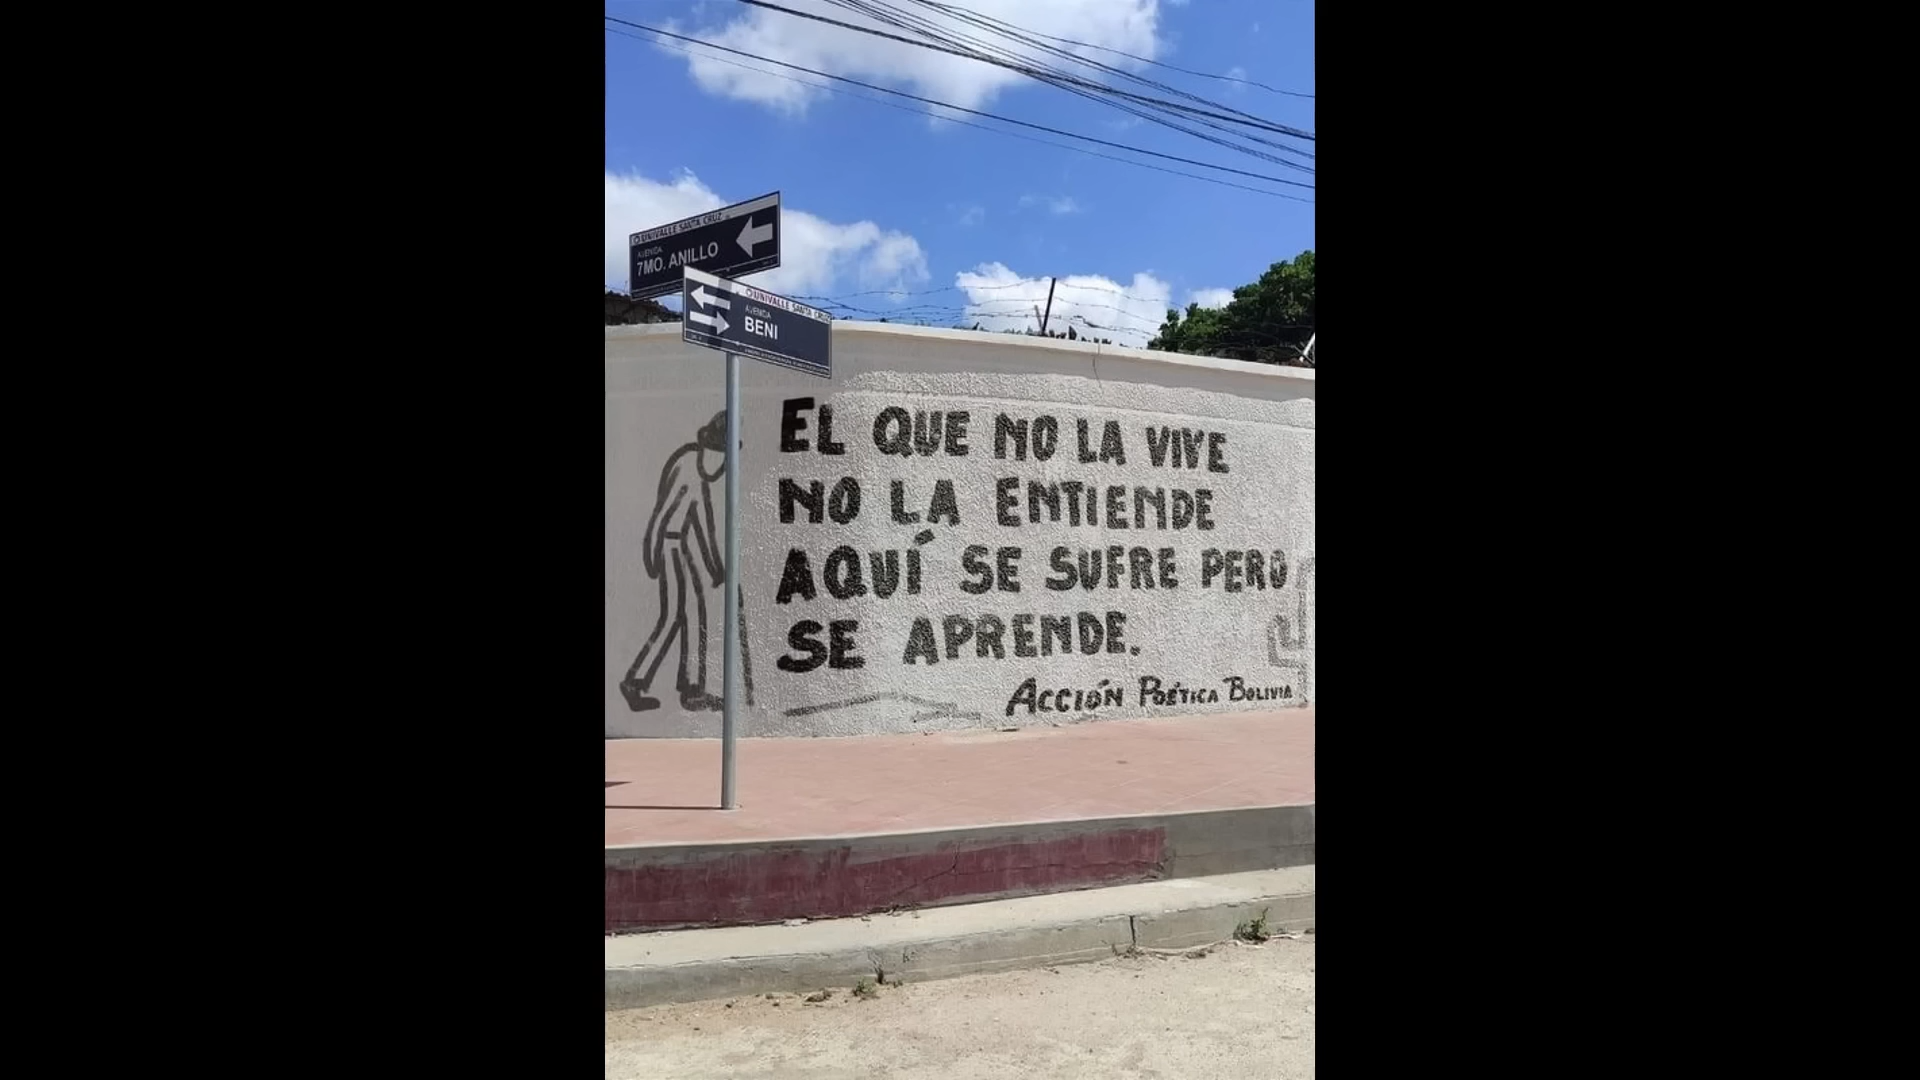 UNIVALLE SANTA CRUZ
AVENIDA
7MO. ANILLO
UNIVALLE SANTA CRUZ
AVENIDA
BENI
EL QUE NO LA VIVE
NO LA ENTIENDE
AQUÍ SE SUFRE PERO
SE APRENDE.
ACCIÓN POÉTICA BOLIVIA